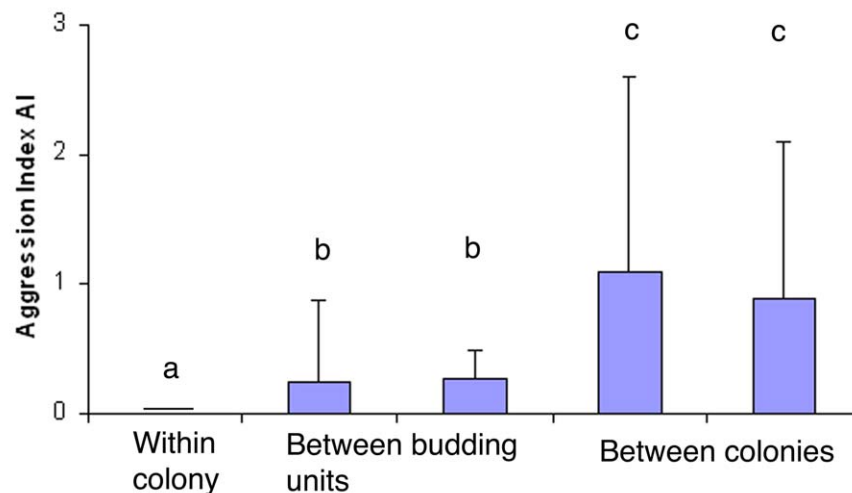 Aggression Index AI
3
2
1
0
a
b
b
c
c
Within
colony
Between budding
units
Between colonies